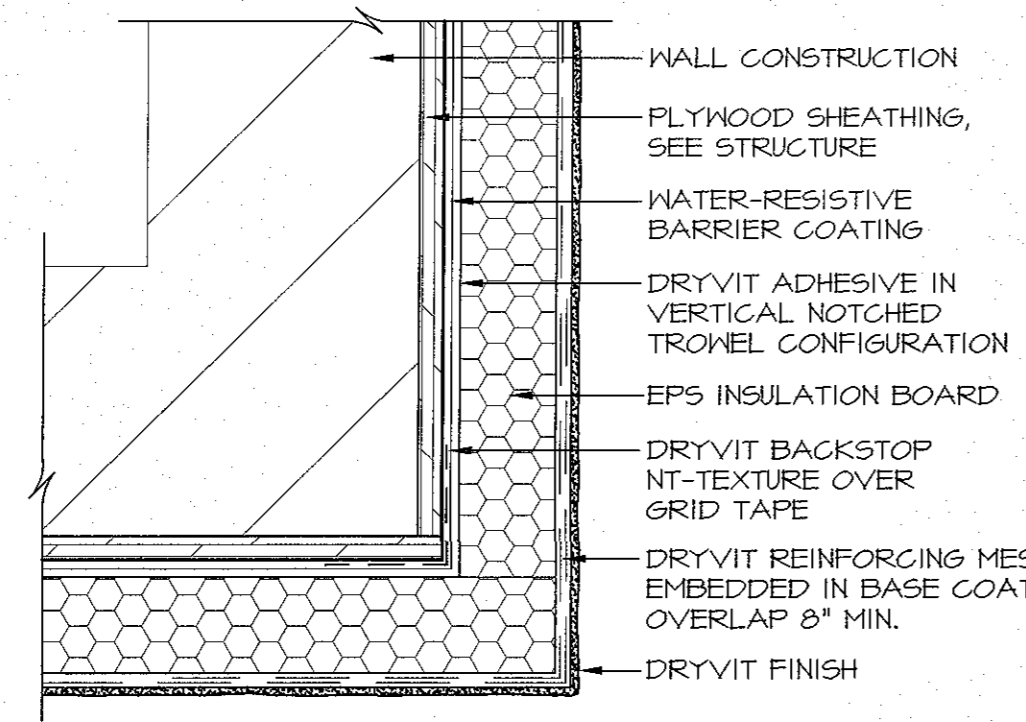 WALL CONSTRUCTION
PLYWOOD SHEATHING,
SEE STRUCTURE
WATER-RESISTIVE
BARRIER COATING
DRYVIT ADHESIVE IN
VERTICAL NOTCHED
TROWEL CONFIGURATION
EPS INSULATION BOARD
DRYVIT BACKSTOP
NT-TEXTURE OVER
GRID TAPE
DRYVIT REINFORCING MES
EMBEDDED IN BASE COAT
OVERLAP 8" MIN.
DRYVIT FINISH